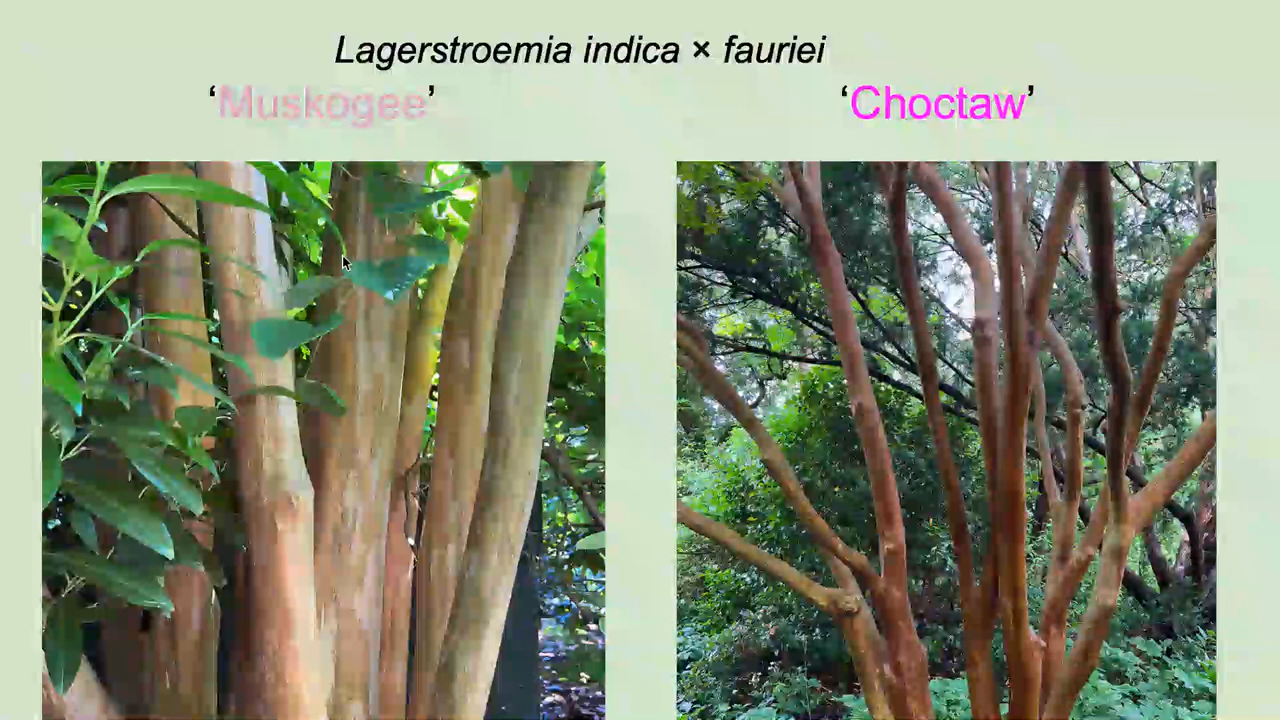 Lagerstroemia indica × fauriei
‘Muskogee’
‘Choctaw’